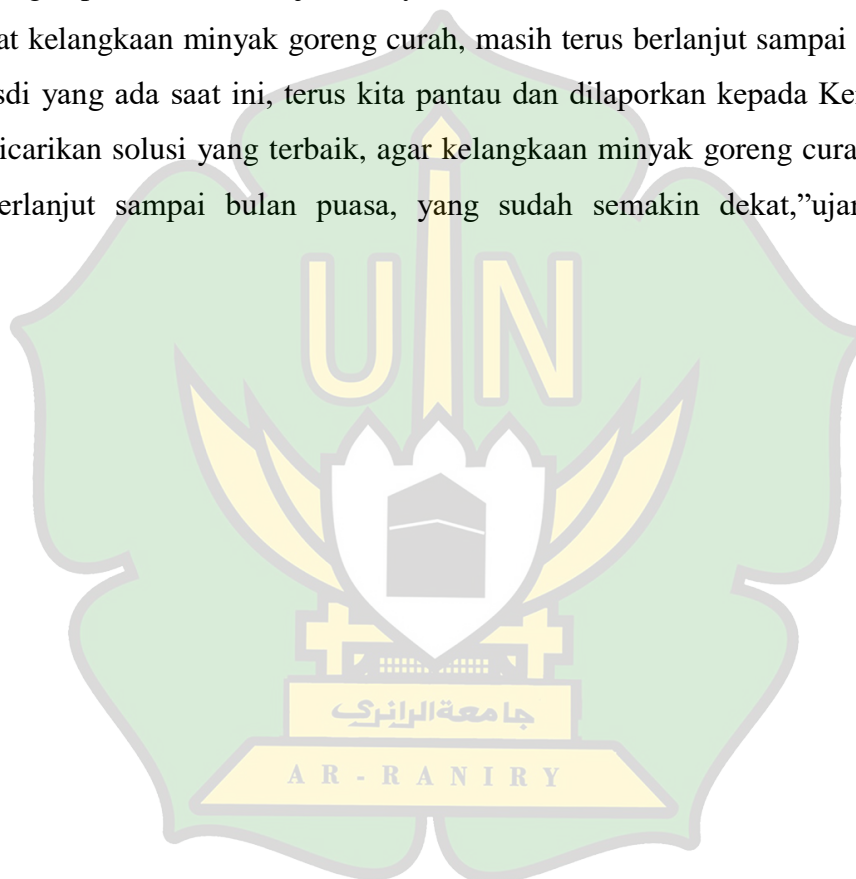 at kelangkaan minyak goreng curah, masih terus berlanjut sampai
sdi yang ada saat ini, terus kita pantau dan dilaporkan kepada Ke
icarikan solusi yang terbaik, agar kelangkaan minyak goreng cura
erlanjut sampai bulan puasa, yang sudah semakin dekat,”ujar
UIN
جامعةالرانري
AR-RANIRY